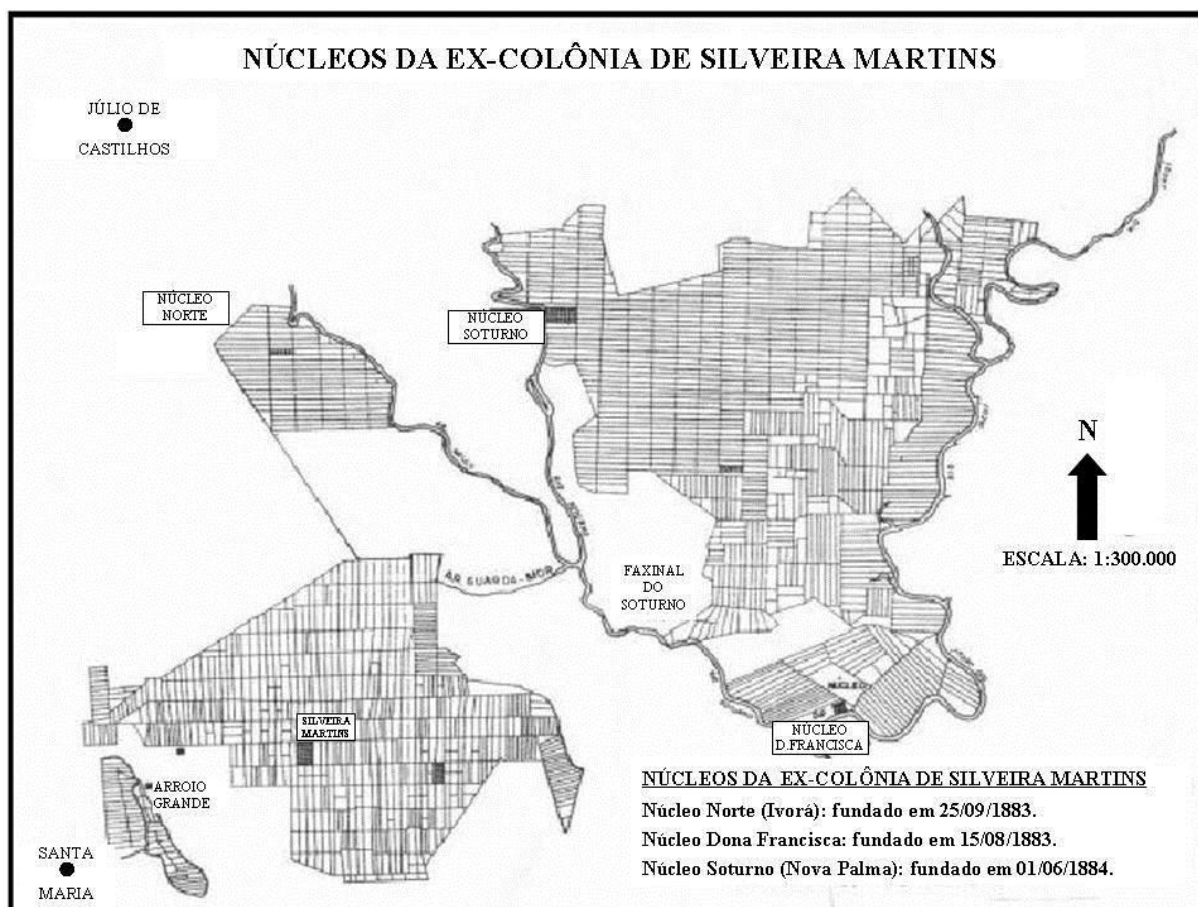 NÚCLEOS DA EX-COLÔNIA DE SILVEIRA MARTINS
JÚLIO DE
CASTILHOS
NÚCLEO
NORTE
NÚCLEO
SOTURNO
N
ESCALA: 1:300.000
AR. GUARDA-MOR
FAXINAL
DO
SOTURNO
SILVEIRA
MARTINS
NÚCLEO
NÚCLEO
D.FRANCISCA
ARROIO
GRANDE
SANTA
MARIA
NÚCLEOS DA EX-COLÔNIA DE SILVEIRA MARTINS
Núcleo Norte (Ivorá): fundado em 25/09/1883.
Núcleo Dona Francisca: fundado em 15/08/1883.
Núcleo Soturno (Nova Palma): fundado em 01/06/1884.